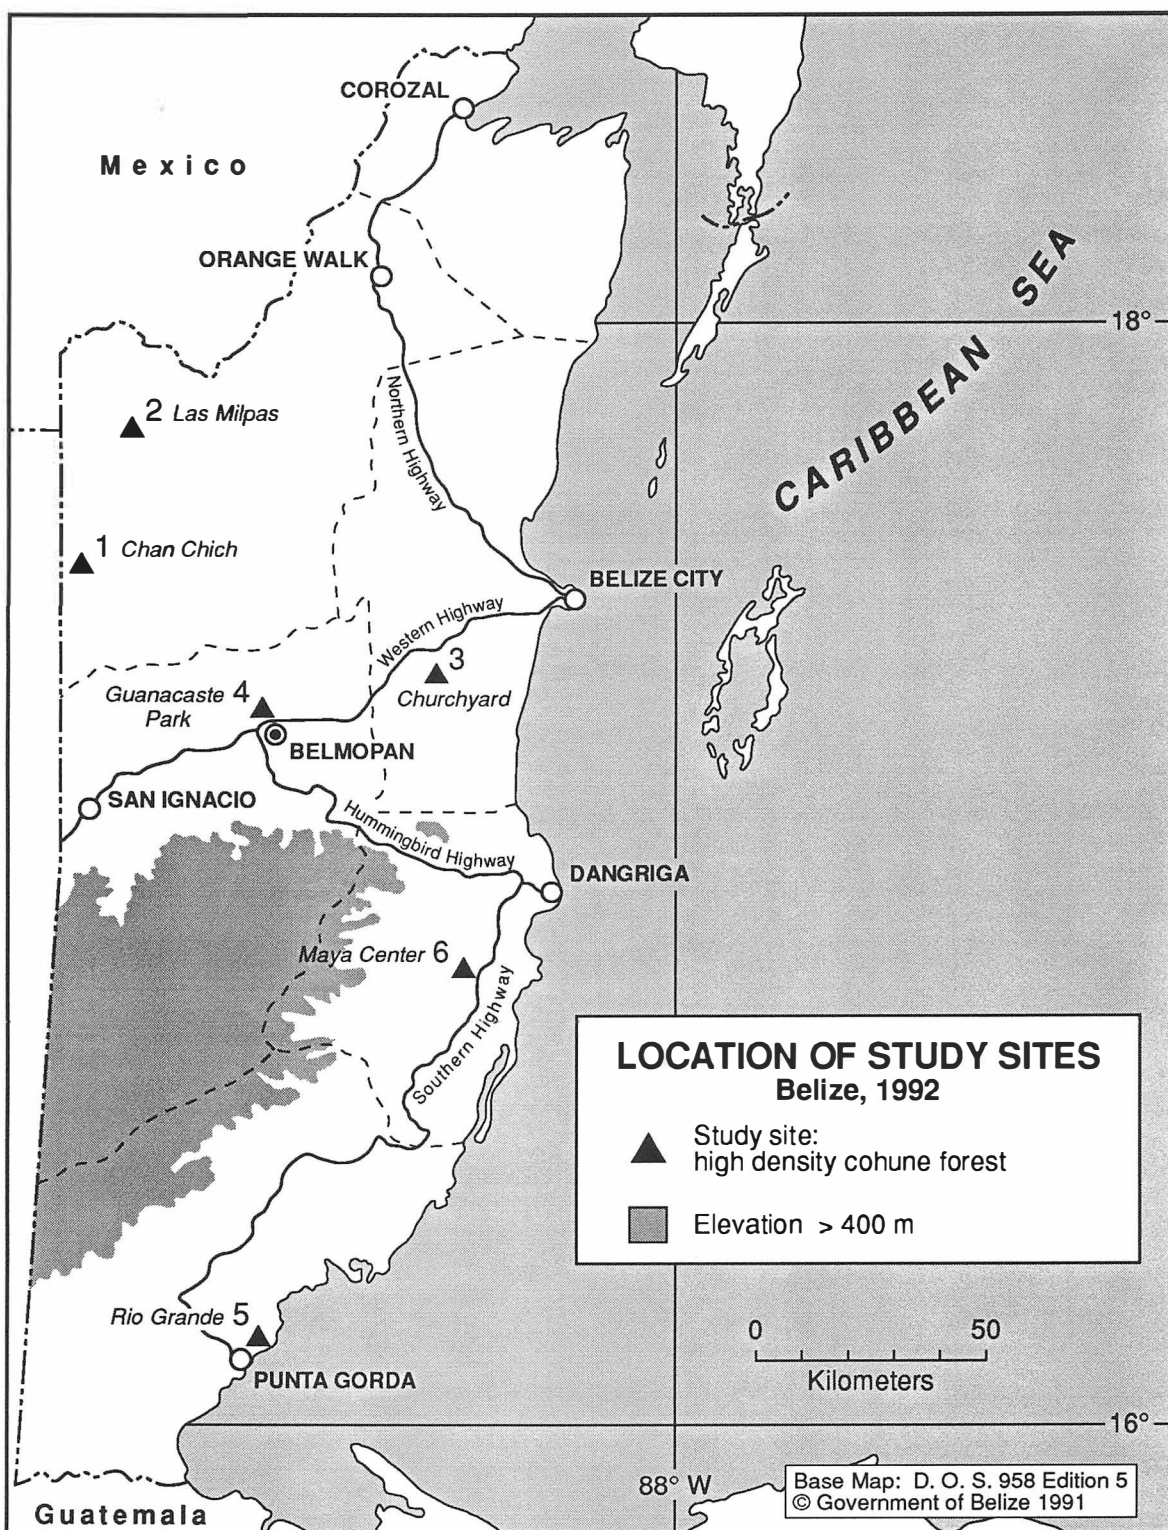 COROZAL
Mexico
ORANGE WALK
CARIBBEAN SEA
18°
2 Las Milpas
Northern Highway
1 Chan Chich
BELIZE CITY
Western Highway
3
Churchyard
Guanacaste 4
Park
BELMOPAN
SAN IGNACIO
Hummingbird Highway
DANGRIGA
Maya Center 6
Southern Highway
LOCATION OF STUDY SITES
Belize, 1992
Study site:
high density cohune forest
Elevation > 400 m
Rio Grande 5
0 50
Kilometers
PUNTA GORDA
16°
88° W
Base Map: D. O. S. 958 Edition 5
© Government of Belize 1991
Guatemala